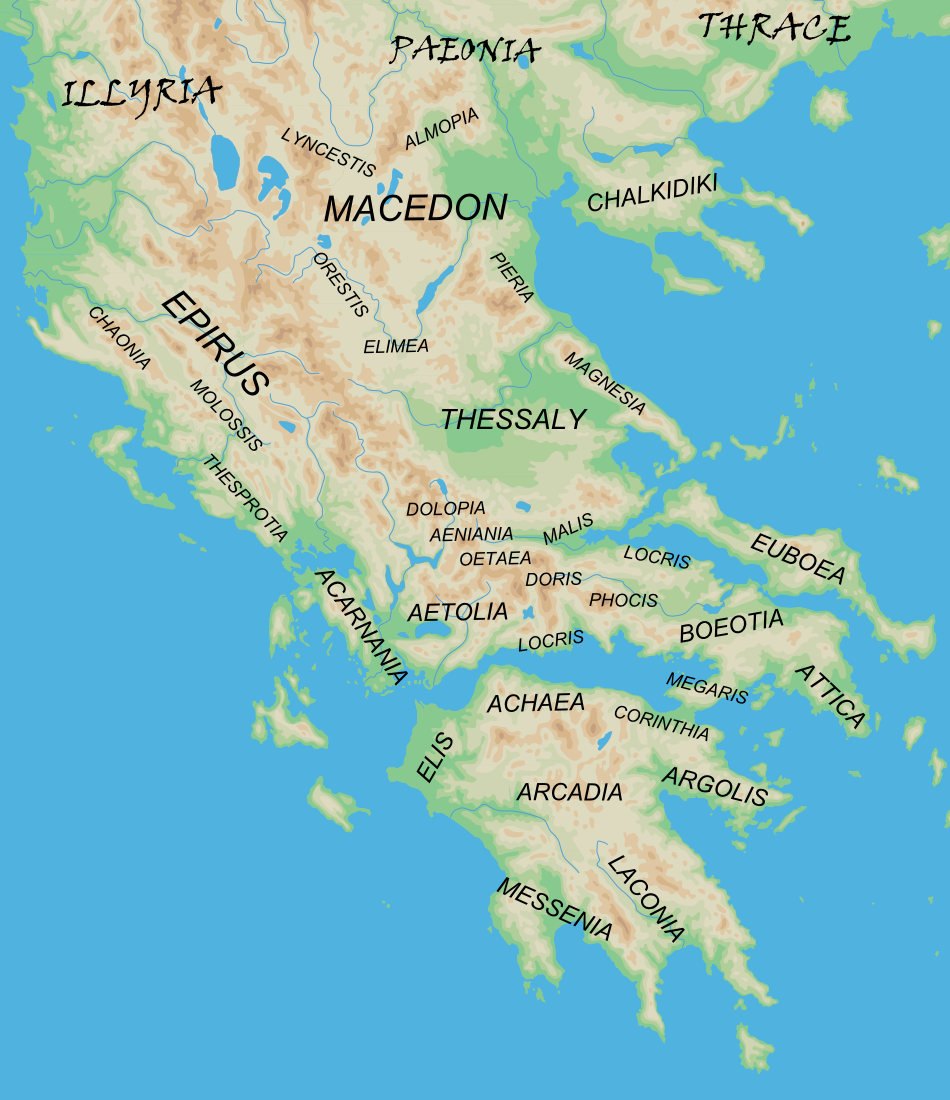 THRACE
PAEONIA
ILLYRIA
ALMOPIA
LYNCESTIS
CHALKIDIKI
MACEDON
PIERIA
ORESTIS
EPIRUS
CHAONIA
ELIMEA
MAGNESIA
MOLOSSIS
THESSALY
THESPROTIA
DOLOPIA
AENIANIA
MALIS
OETAEA
LOCRIS
EUBOEA
DORIS
PHOCIS
ACARNANIA
AETOLIA
BOEOTIA
LOCRIS
MEGARIS
ATTICA
ACHAEA
CORINTHIA
ELIS
ARCADIA
ARGOLIS
LACONIA
MESSENIA